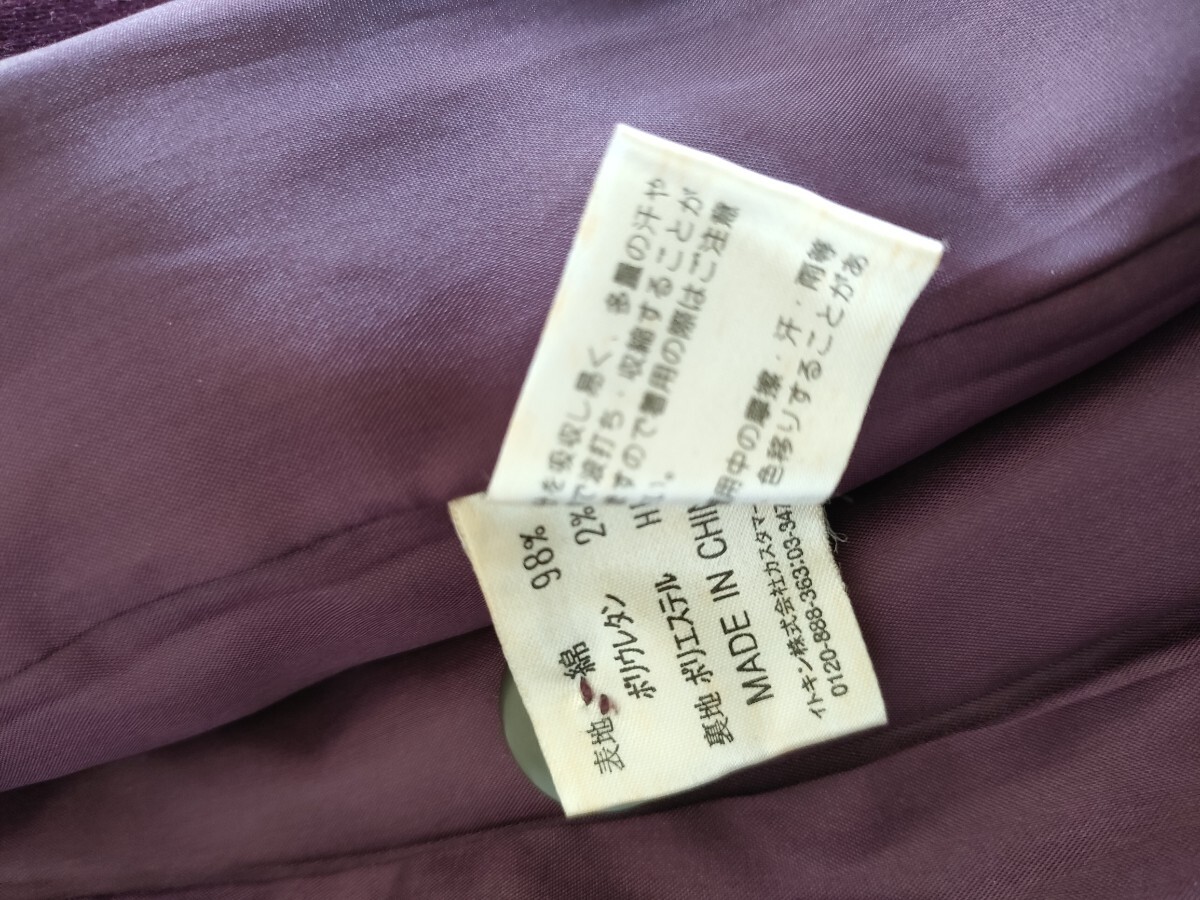 を吸収し易く、多量の汗や
で波打ち・収縮することが
ますので着用の際はご注意
い。
用中の摩擦・汗・雨等
色移りすることがあ
表地 綿 98%
ポリウレタン 2%
裏地 ポリエステル
MADE IN CHIN
イトキン株式会社カスタマー
0120-888-363:03-347